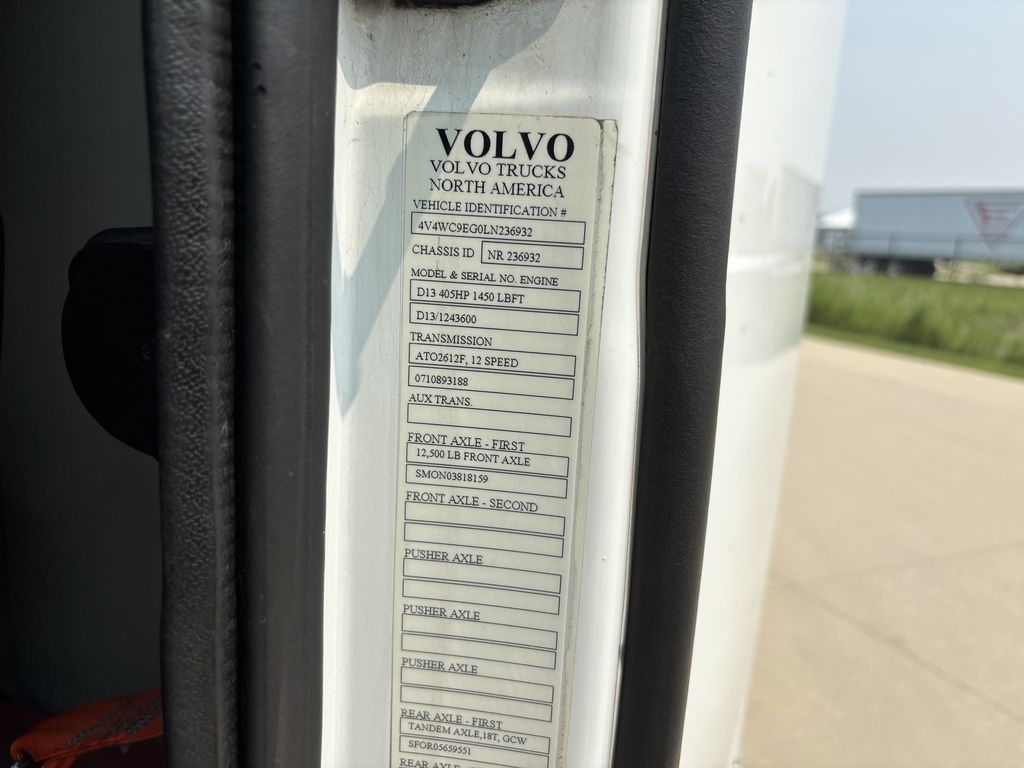 VOLVO
VOLVO TRUCKS
NORTH AMERICA
VEHICLE IDENTIFICATION #
4V4WC9EG0LN236932
CHASSIS ID NR 236932
MODEL & SERIAL NO. ENGINE
D13 405HP 1450 LBFT
D13/1243600
TRANSMISSION
ATO2612F, 12 SPEED
0710893188
AUX TRANS.
FRONT AXLE - FIRST
12,500 LB FRONT AXLE
SMON03818159
FRONT AXLE - SECOND
PUSHER AXLE
PUSHER AXLE
PUSHER AXLE
REAR AXLE - FIRST
TANDEM AXLE,18T, GCW
SFOR05659551
REAR AXLE